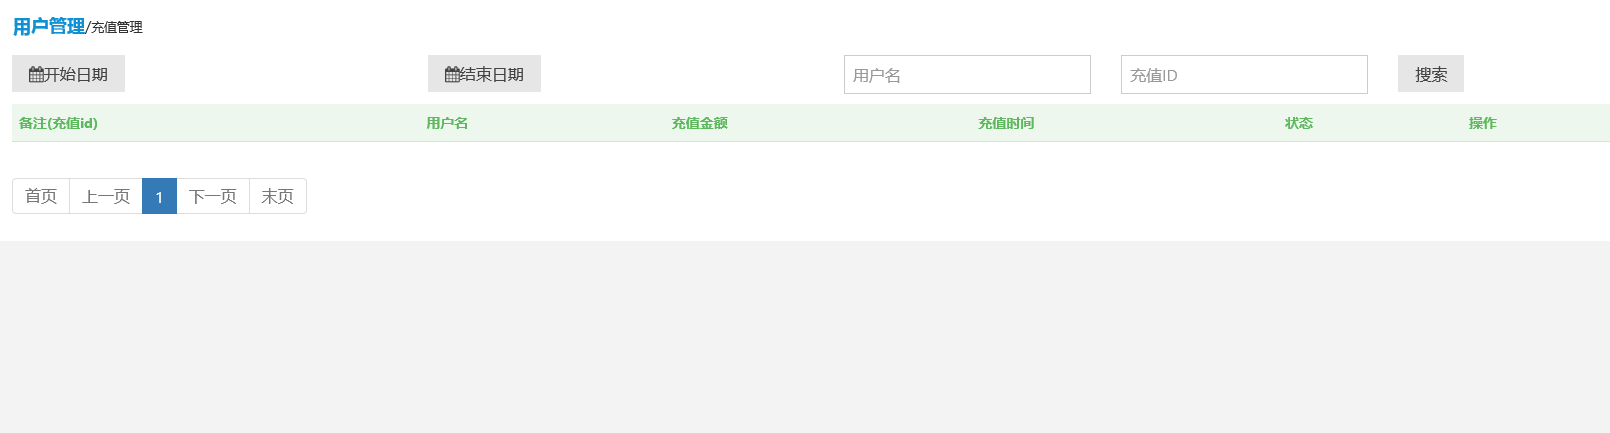 用户管理/充值管理
开始日期 结束日期 用户名 充值ID 搜索
备注(充值id) 用户名 充值金额 充值时间 状态 操作
首页 上一页 1 下一页 末页